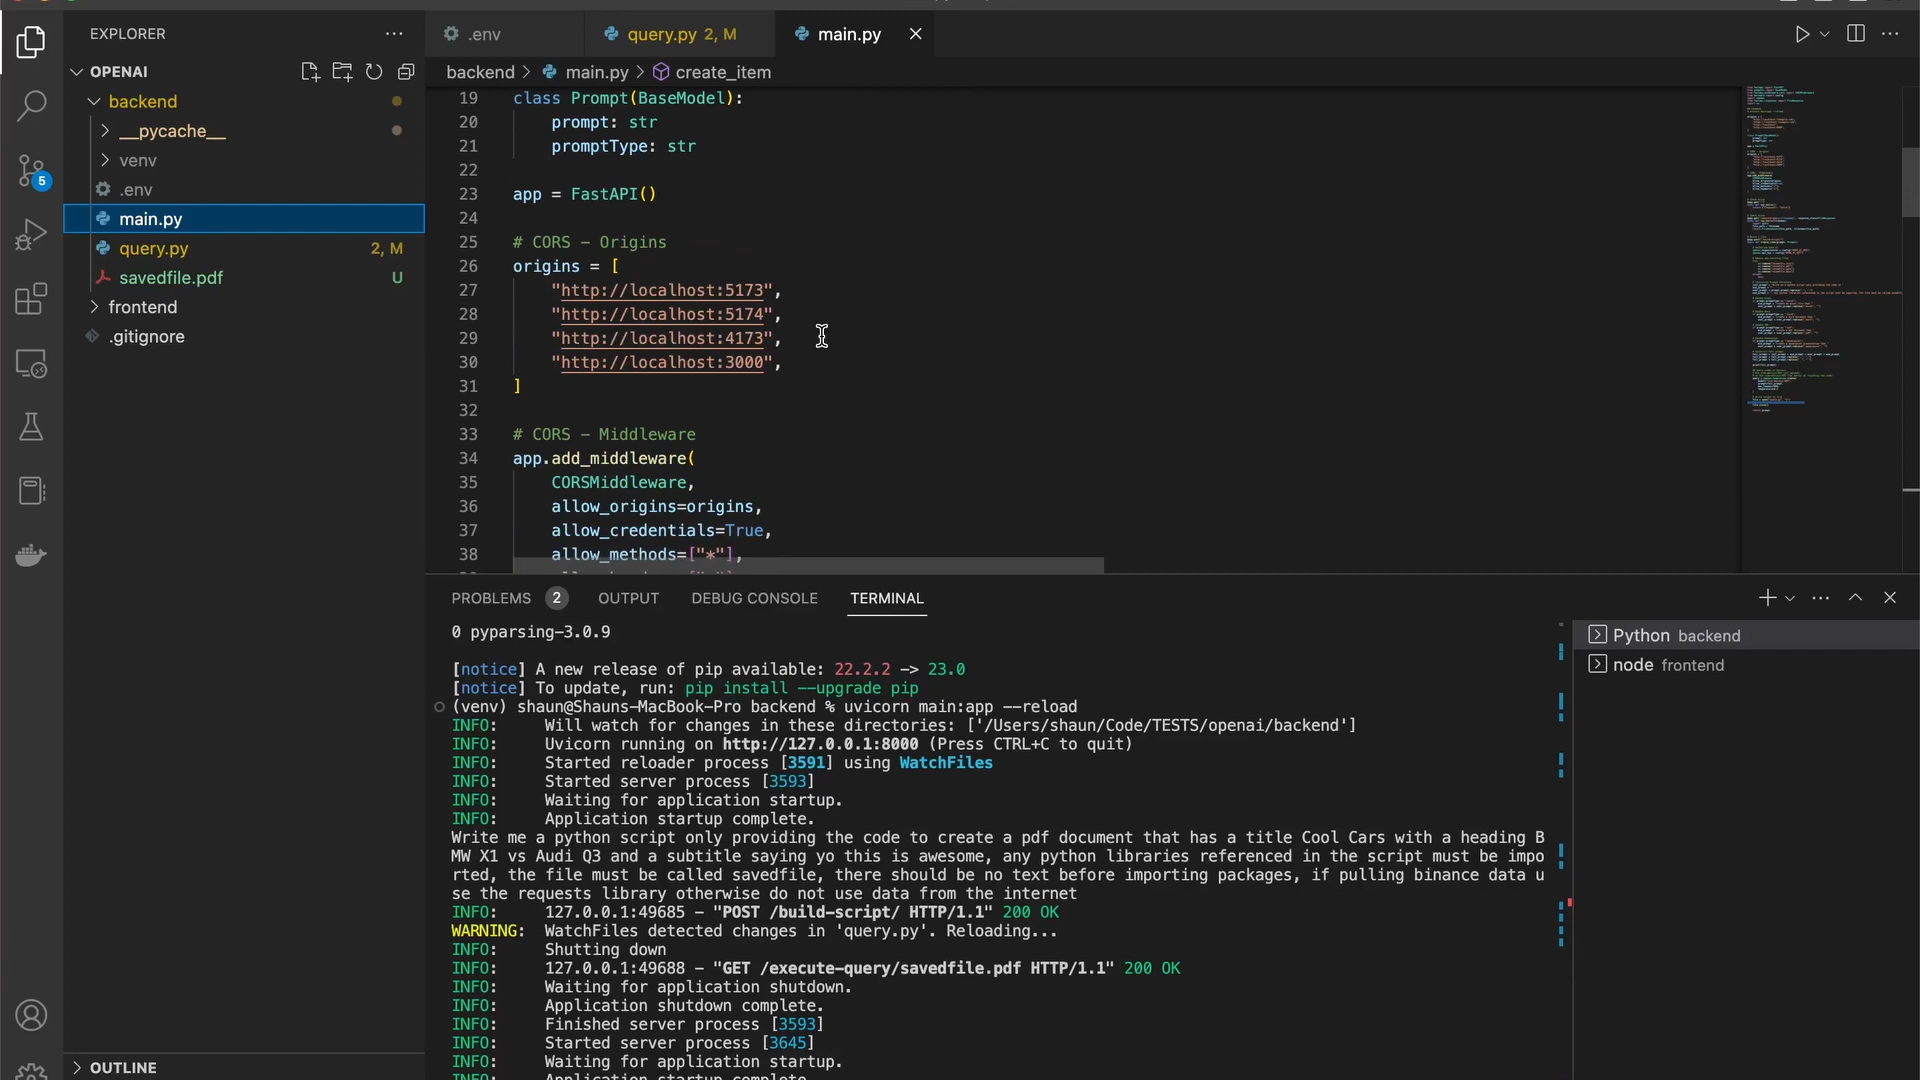 EXPLORER
OPENAI
backend
__pycache__
venv
.env
main.py
query.py 2, M
savedfile.pdf U
frontend
.gitignore
5
OUTLINE
.env
query.py 2, M
main.py
backend > main.py > create_item
19 class Prompt(BaseModel):
20 prompt: str
21 promptType: str
22
23 app = FastAPI()
24
25 # CORS - Origins
26 origins = [
27 "http://localhost:5173",
28 "http://localhost:5174",
29 "http://localhost:4173",
30 "http://localhost:3000",
31 ]
32
33 # CORS - Middleware
34 app.add_middleware(
35 CORSMiddleware,
36 allow_origins=origins,
37 allow_credentials=True,
38 allow_methods=["*"],
PROBLEMS 2 OUTPUT DEBUG CONSOLE TERMINAL
0 pyparsing-3.0.9
[notice] A new release of pip available: 22.2.2 -> 23.0
[notice] To update, run: pip install --upgrade pip
(venv) shaun@Shauns-MacBook-Pro backend % uvicorn main:app --reload
INFO: Will watch for changes in these directories: ['/Users/shaun/Code/TESTS/openai/backend']
INFO: Uvicorn running on http://127.0.0.1:8000 (Press CTRL+C to quit)
INFO: Started reloader process [3591] using WatchFiles
INFO: Started server process [3593]
INFO: Waiting for application startup.
INFO: Application startup complete.
Write me a python script only providing the code to create a pdf document that has a title Cool Cars with a heading B
MW X1 vs Audi Q3 and a subtitle saying yo this is awesome, any python libraries referenced in the script must be impo
rted, the file must be called savedfile, there should be no text before importing packages, if pulling binance data u
se the requests library otherwise do not use data from the internet
INFO: 127.0.0.1:49685 - "POST /build-script/ HTTP/1.1" 200 OK
WARNING: WatchFiles detected changes in 'query.py'. Reloading...
INFO: Shutting down
INFO: 127.0.0.1:49688 - "GET /execute-query/savedfile.pdf HTTP/1.1" 200 OK
INFO: Waiting for application shutdown.
INFO: Application shutdown complete.
INFO: Finished server process [3593]
INFO: Started server process [3645]
INFO: Waiting for application startup.
INFO: Application startup complete.
Python backend
node frontend